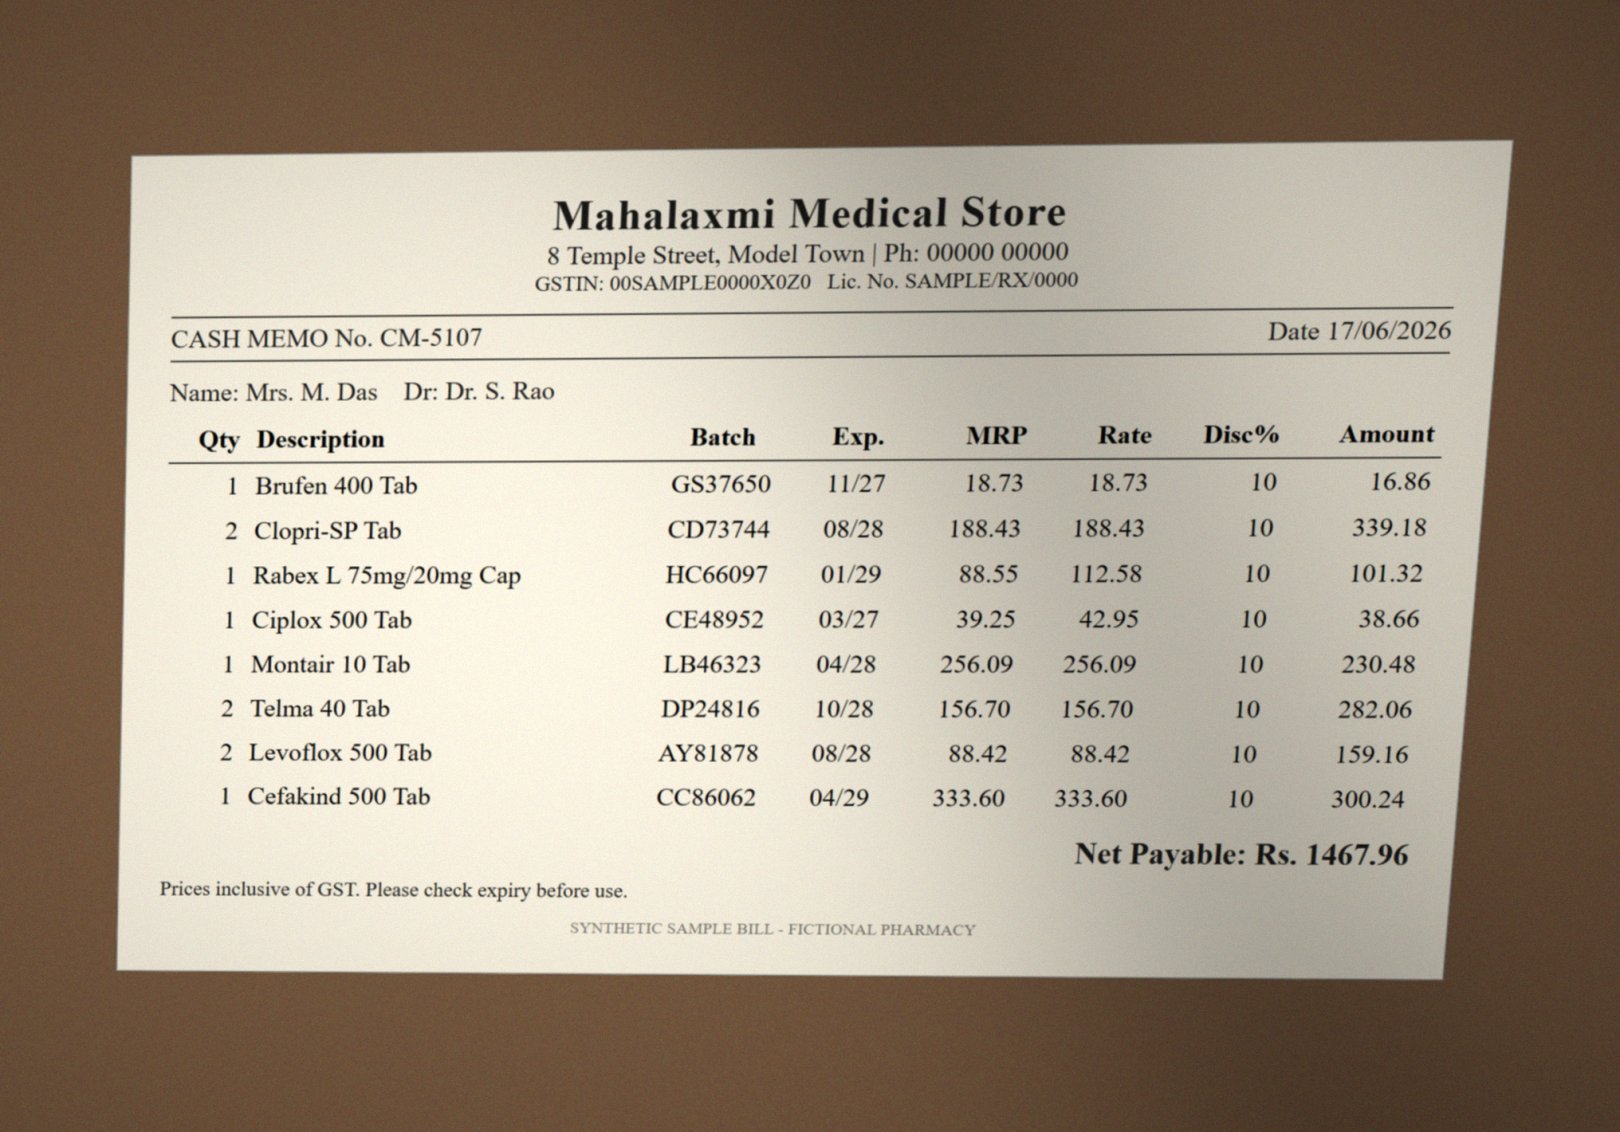 Mahalaxmi Medical Store
8 Temple Street, Model Town | Ph: 00000 00000
GSTIN: 00SAMPLE0000X0Z0 Lic. No. SAMPLE/RX/0000
CASH MEMO No. CM-5107 Date 17/06/2026
Name: Mrs. M. Das Dr: Dr. S. Rao
Qty Description Batch Exp. MRP Rate Disc% Amount
1 Brufen 400 Tab GS37650 11/27 18.73 18.73 10 16.86
2 Clopri-SP Tab CD73744 08/28 188.43 188.43 10 339.18
1 Rabex L 75mg/20mg Cap HC66097 01/29 88.55 112.58 10 101.32
1 Ciplox 500 Tab CE48952 03/27 39.25 42.95 10 38.66
1 Montair 10 Tab LB46323 04/28 256.09 256.09 10 230.48
2 Telma 40 Tab DP24816 10/28 156.70 156.70 10 282.06
2 Levoflox 500 Tab AY81878 08/28 88.42 88.42 10 159.16
1 Cefakind 500 Tab CC86062 04/29 333.60 333.60 10 300.24
Net Payable: Rs. 1467.96
Prices inclusive of GST. Please check expiry before use.
SYNTHETIC SAMPLE BILL - FICTIONAL PHARMACY